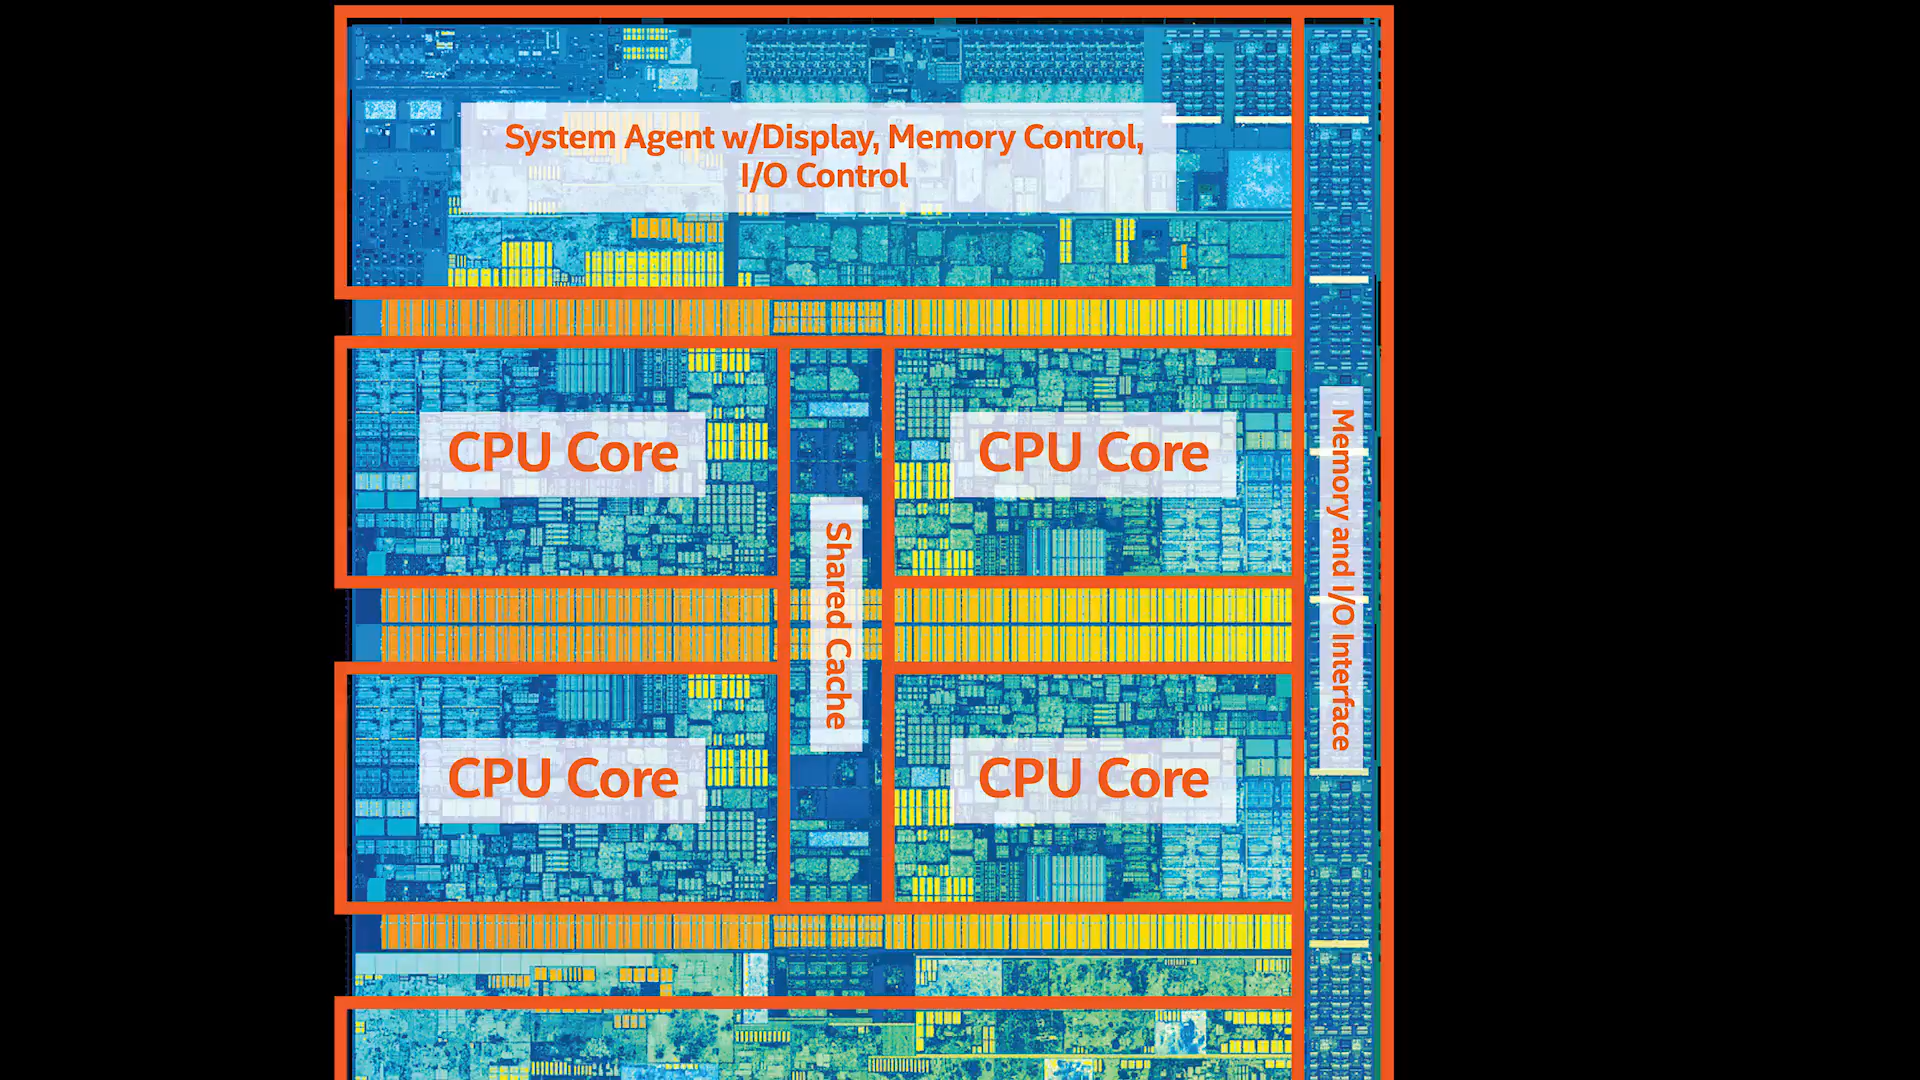 System Agent w/Display, Memory Control,
I/O Control
CPU Core
CPU Core
Shared Cache
Memory and I/O Interface
CPU Core
CPU Core